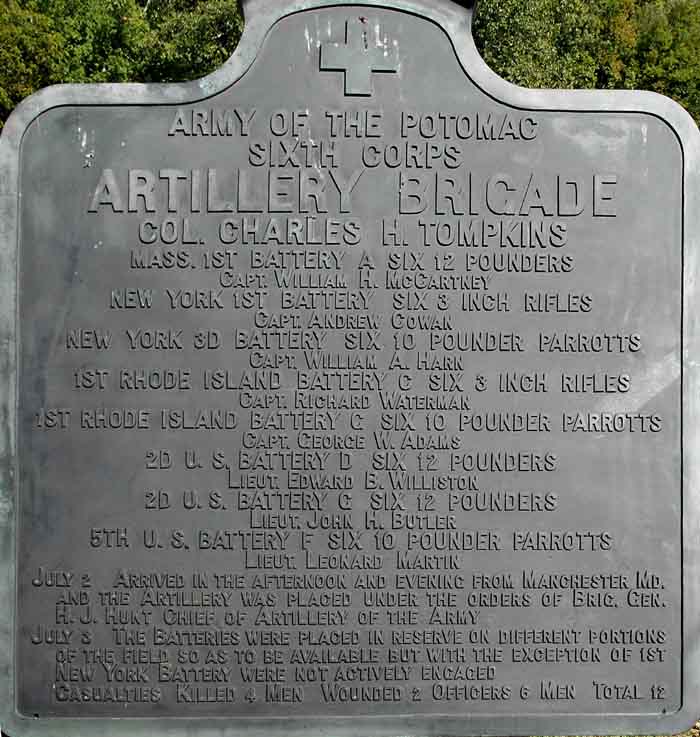 ARMY OF THE POTOMAC
SIXTH CORPS
ARTILLERY BRIGADE
COL. CHARLES H. TOMPKINS
MASS. 1ST BATTERY A SIX 12 POUNDERS
CAPT. WILLIAM H. MCCARTNEY
NEW YORK 1ST BATTERY SIX 3 INCH RIFLES
CAPT. ANDREW COWAN
NEW YORK 3D BATTERY SIX 10 POUNDER PARROTTS
CAPT. WILLIAM A. HARN
1ST RHODE ISLAND BATTERY C SIX 3 INCH RIFLES
CAPT. RICHARD WATERMAN
1ST RHODE ISLAND BATTERY G SIX 10 POUNDER PARROTTS
CAPT. GEORGE W. ADAMS
2D U. S. BATTERY D SIX 12 POUNDERS
LIEUT. EDWARD B. WILLISTON
2D U. S. BATTERY G SIX 12 POUNDERS
LIEUT. JOHN H. BUTLER
5TH U. S. BATTERY F SIX 10 POUNDER PARROTTS
LIEUT. LEONARD MARTIN
JULY 2 ARRIVED IN THE AFTERNOON AND EVENING FROM MANCHESTER MD.
AND THE ARTILLERY WAS PLACED UNDER THE ORDERS OF BRIG. GEN.
H. J. HUNT CHIEF OF ARTILLERY OF THE ARMY
JULY 3 THE BATTERIES WERE PLACED IN RESERVE ON DIFFERENT PORTIONS
OF THE FIELD SO AS TO BE AVAILABLE BUT WITH THE EXCEPTION OF 1ST
NEW YORK BATTERY WERE NOT ACTIVELY ENGAGED
CASUALTIES KILLED 4 MEN WOUNDED 2 OFFICERS 6 MEN TOTAL 12